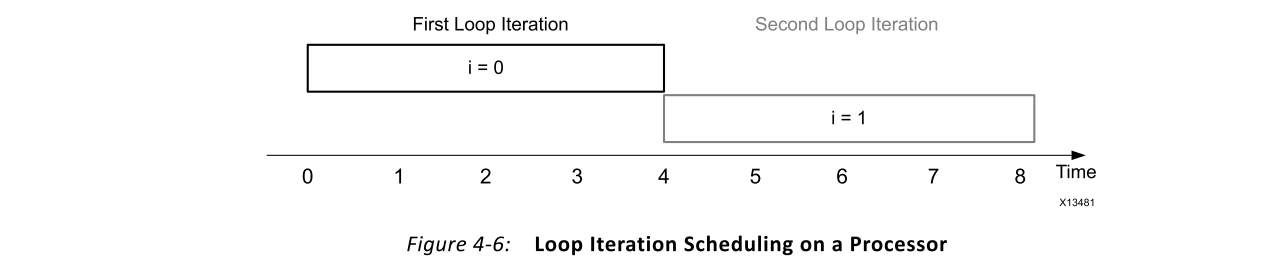 First Loop Iteration Second Loop Iteration
i = 0
i = 1
0 1 2 3 4 5 6 7 8 Time
X13481
Figure 4-6: Loop Iteration Scheduling on a Processor